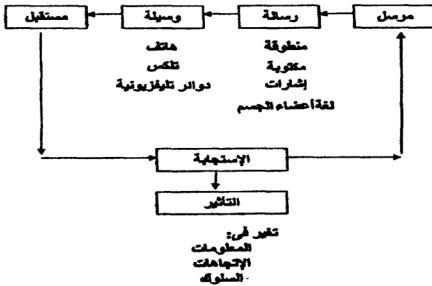 مرسل
رسالة
وسيلة
مستقبل
منطوقة
مكتوبة
إشارات
لغة أعضاء الجسم
هاتف
تلكس
دوائر تليفزيونية
الإستجابة
التأثير
تغير فى:
المعلومات
الإتجاهات
السلوك